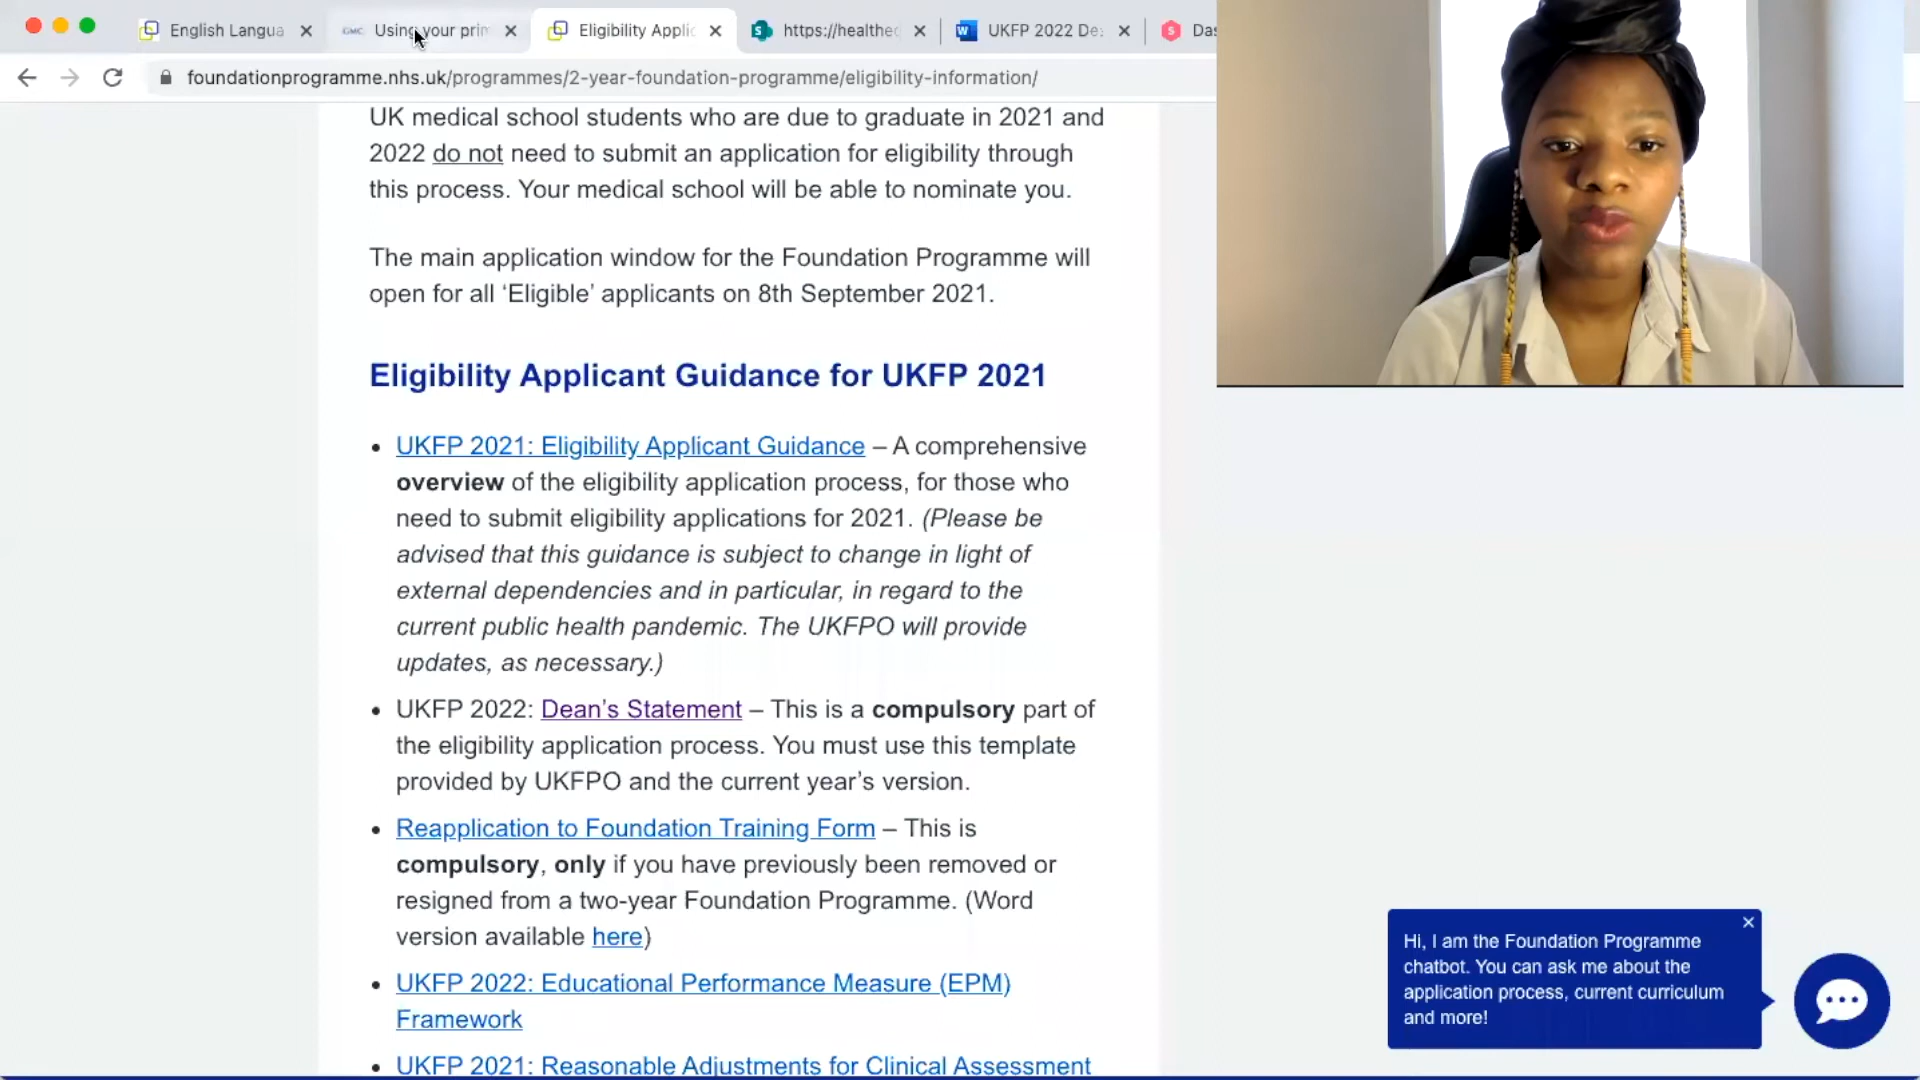 English Langua
GMC Using your prim
Eligibility Applic
https://healthec
UKFP 2022 De
Das
foundationprogramme.nhs.uk/programmes/2-year-foundation-programme/eligibility-information/
UK medical school students who are due to graduate in 2021 and
2022 do not need to submit an application for eligibility through
this process. Your medical school will be able to nominate you.
The main application window for the Foundation Programme will
open for all ‘Eligible’ applicants on 8th September 2021.
Eligibility Applicant Guidance for UKFP 2021
• UKFP 2021: Eligibility Applicant Guidance – A comprehensive
overview of the eligibility application process, for those who
need to submit eligibility applications for 2021. (Please be
advised that this guidance is subject to change in light of
external dependencies and in particular, in regard to the
current public health pandemic. The UKFPO will provide
updates, as necessary.)
• UKFP 2022: Dean’s Statement – This is a compulsory part of
the eligibility application process. You must use this template
provided by UKFPO and the current year’s version.
• Reapplication to Foundation Training Form – This is
compulsory, only if you have previously been removed or
resigned from a two-year Foundation Programme. (Word
version available here)
• UKFP 2022: Educational Performance Measure (EPM)
Framework
• UKFP 2021: Reasonable Adjustments for Clinical Assessment
Hi, I am the Foundation Programme
chatbot. You can ask me about the
application process, current curriculum
and more!